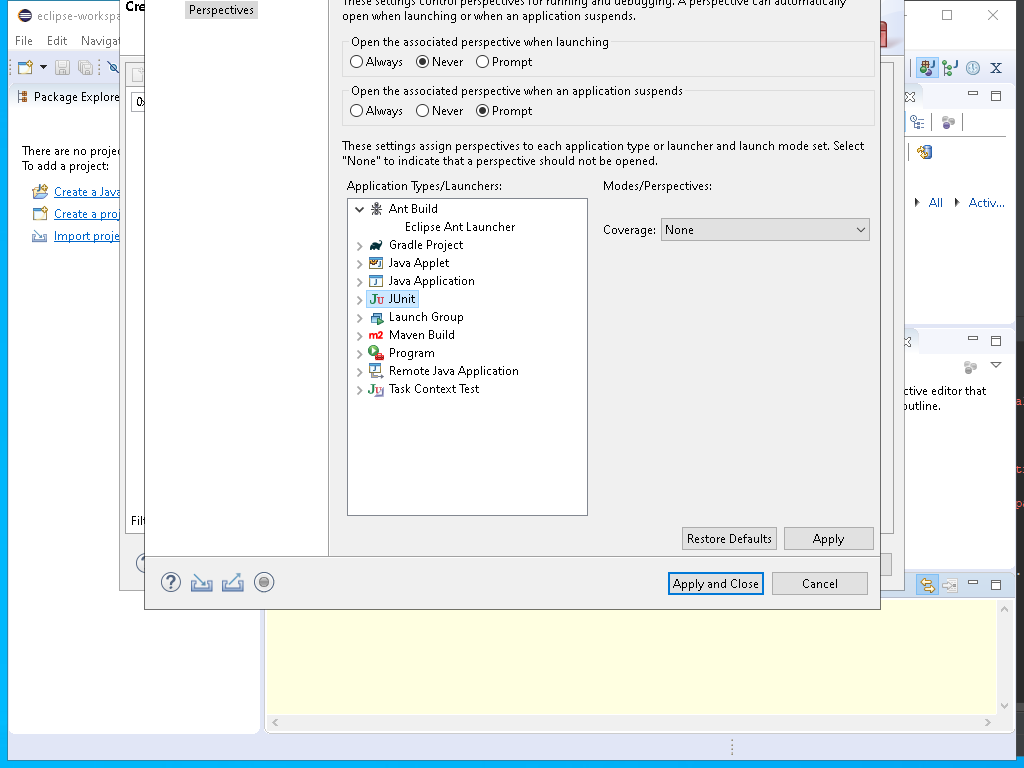 eclipse-workspa
Cre
Perspectives
These settings control perspectives for running and debugging. A perspective can automatically
open when launching or when an application suspends.
File Edit Naviga
Open the associated perspective when launching
Always Never Prompt
Package Explore
Open the associated perspective when an application suspends
Always Never Prompt
There are no projec
To add a project:
These settings assign perspectives to each application type or launcher and launch mode set. Select
"None" to indicate that a perspective should not be opened.
Create a Java
Create a proj
Import proje
Application Types/Launchers:
Modes/Perspectives:
Ant Build
Eclipse Ant Launcher
Gradle Project
Java Applet
Java Application
JUnit
Launch Group
Maven Build
Program
Remote Java Application
Task Context Test
Coverage: None
All Activ...
ctive editor that
outline.
Restore Defaults Apply
Apply and Close Cancel